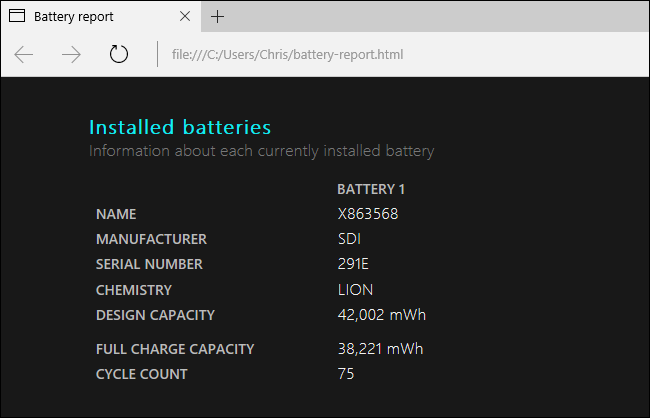 Battery report
file:///C:/Users/Chris/battery-report.html
Installed batteries
Information about each currently installed battery
BATTERY 1
NAME X863568
MANUFACTURER SDI
SERIAL NUMBER 291E
CHEMISTRY LION
DESIGN CAPACITY 42,002 mWh
FULL CHARGE CAPACITY 38,221 mWh
CYCLE COUNT 75